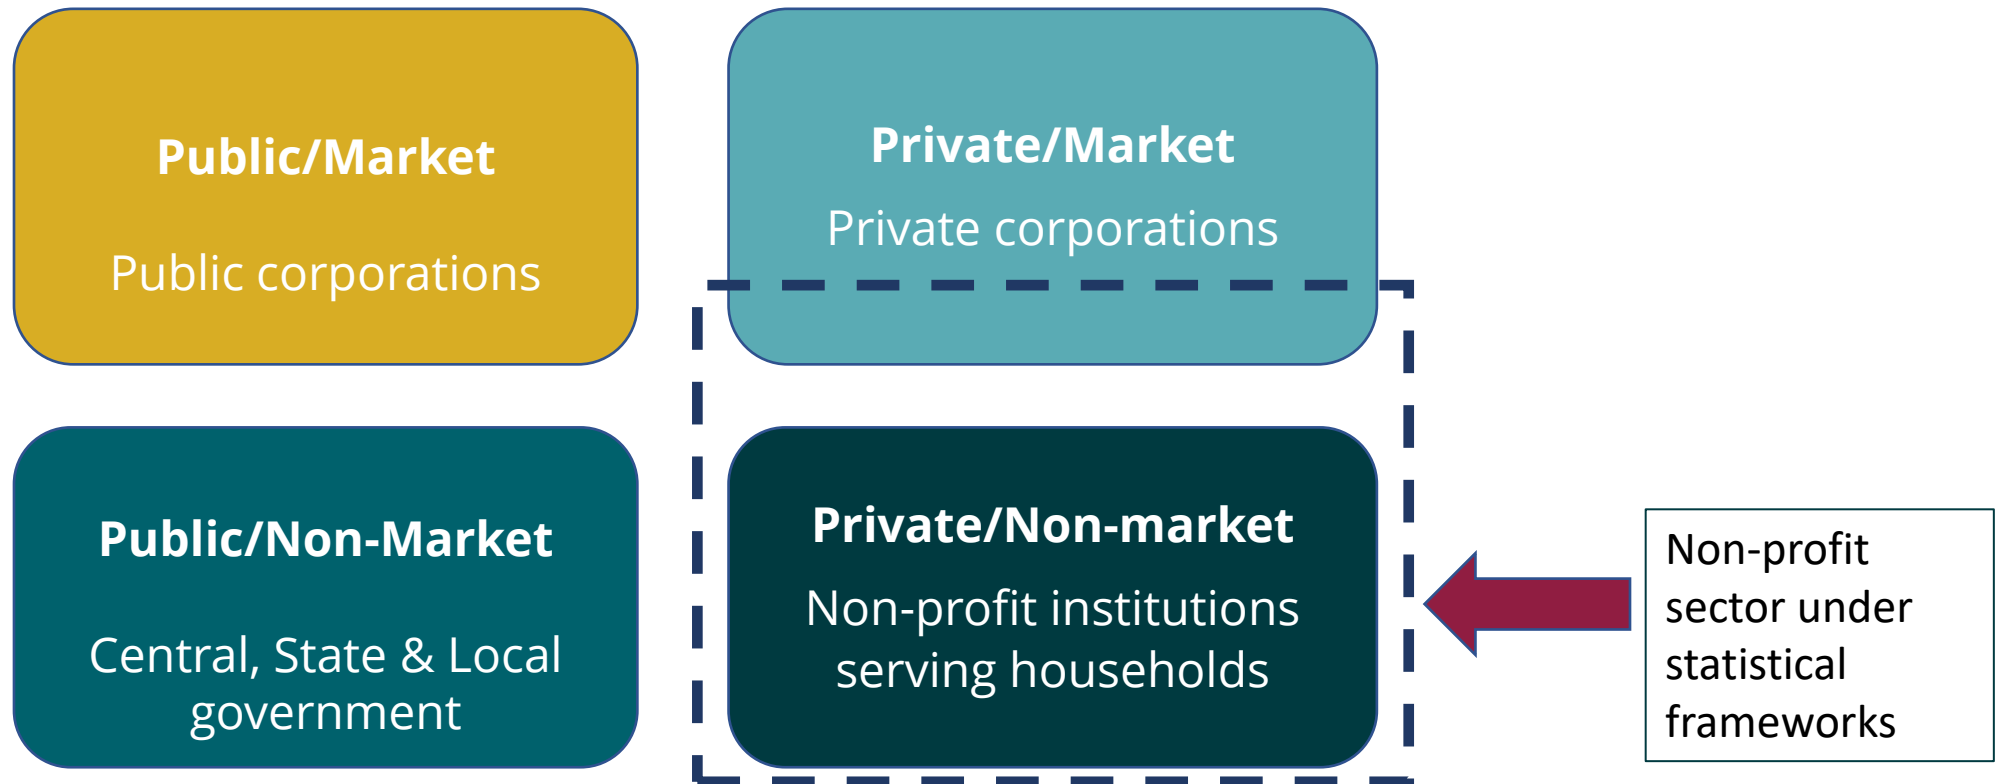 Public/Market
Public corporations
Private/Market
Private corporations
Public/Non-Market
Central, State & Local
government
Private/Non-market
Non-profit institutions
serving households
Non-profit
sector under
statistical
frameworks